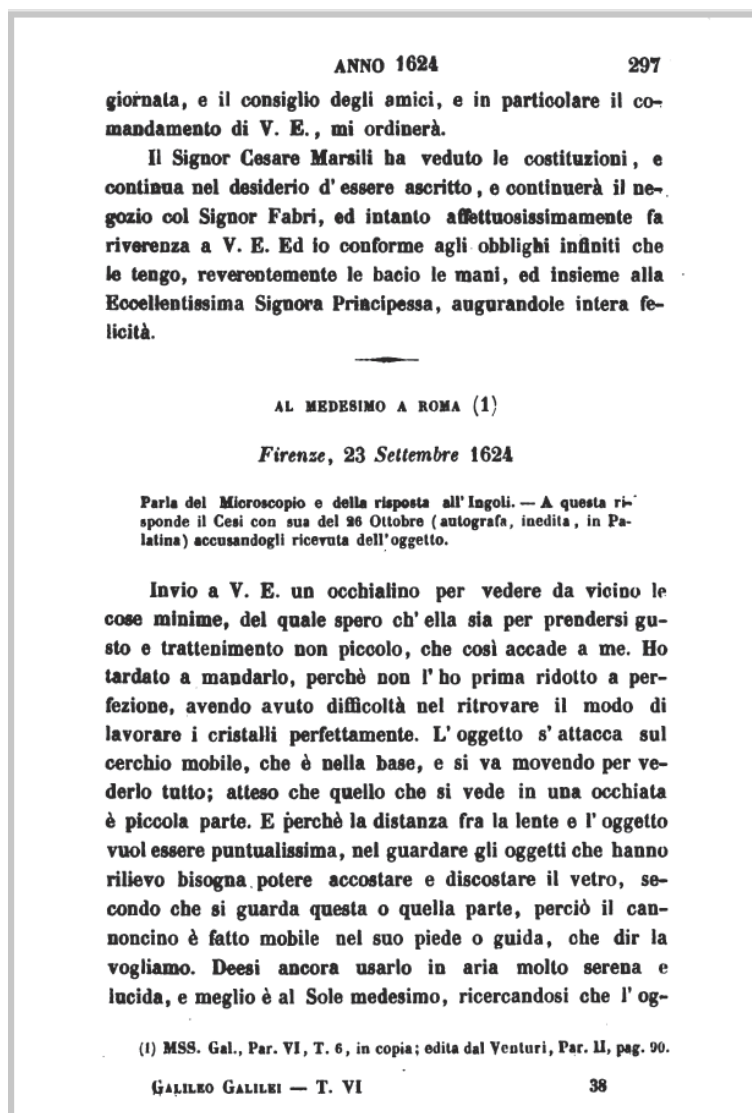 ANNO 1624 297
giornata, e il consiglio degli amici, e in particolare il co-
mandamento di V. E., mi ordinerà.
Il Signor Cesare Marsili ha veduto le costituzioni, e
continua nel desiderio d' essere ascritto, e continuerà il ne-
gozio col Signor Fabri, ed intanto affettuosissimamente fa
riverenza a V. E. Ed io conforme agli obblighi infiniti che
le tengo, reverentemente le bacio le mani, ed insieme alla
Eccellentissima Signora Principessa, augurandole intera fe-
licità.
AL MEDESIMO A ROMA (1)
Firenze, 23 Settembre 1624
Parla del Microscopio e della risposta all' Ingoli. — A questa ri-
sponde il Cesi con sua del 26 Ottobre (autografa, inedita, in Pa-
latina) accusandogli ricevuta dell' oggetto.
Invio a V. E. un occhialino per vedere da vicino le
cose minime, del quale spero ch' ella sia per prendersi gu-
sto e trattenimento non piccolo, che così accade a me. Ho
tardato a mandarlo, perchè non l' ho prima ridotto a per-
fezione, avendo avuto difficoltà nel ritrovare il modo di
lavorare i cristalli perfettamente. L' oggetto s' attacca sul
cerchio mobile, che è nella base, e si va movendo per ve-
derlo tutto; atteso che quello che si vede in una occhiata
è piccola parte. E perchè la distanza fra la lente e l' oggetto
vuol essere puntualissima, nel guardare gli oggetti che hanno
rilievo bisogna potere accostare e discostare il vetro, se-
condo che si guarda questa o quella parte, perciò il can-
noncino è fatto mobile nel suo piede o guida, che dir la
vogliamo. Deesi ancora usarlo in aria molto serena e
lucida, e meglio è al Sole medesimo, ricercandosi che l' og-
(1) MSS. Gal., Par. VI, T. 6, in copia; edita dal Venturi, Par. II, pag. 90.
GALILEO GALILEI — T. VI 38